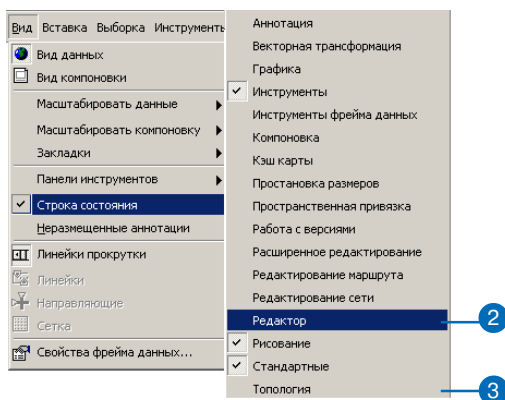 Вид Вставка Выборка Инструменты
Вид данных
Вид компоновки
Масштабировать данные
Масштабировать компоновку
Закладки
Панели инструментов
Строка состояния
Неразмещенные аннотации
Линейки прокрутки
Линейки
Направляющие
Сетка
Свойства фрейма данных...
Аннотация
Векторная трансформация
Графика
Инструменты
Инструменты фрейма данных
Компоновка
Кэш карты
Простановка размеров
Пространственная привязка
Работа с версиями
Расширенное редактирование
Редактирование маршрута
Редактирование сети
Редактор
2
Рисование
Стандартные
Топология
3